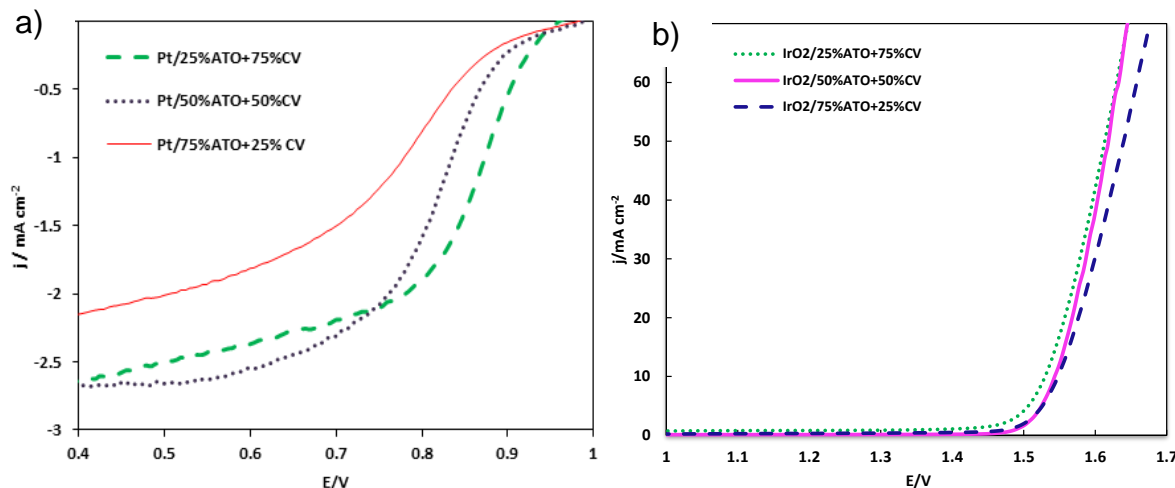 a)
Pt/25%ATO+75%CV
Pt/50%ATO+50%CV
Pt/75%ATO+25% CV
-0.5
-1
-1.5
-2
-2.5
-3
j / mA cm-2
0.4 0.5 0.6 0.7 0.8 0.9 1
E/V
b)
IrO2/25%ATO+75%CV
IrO2/50%ATO+50%CV
IrO2/75%ATO+25%CV
60
50
40
30
20
10
0
j/mA cm-2
1 1.1 1.2 1.3 1.4 1.5 1.6 1.7
E/V